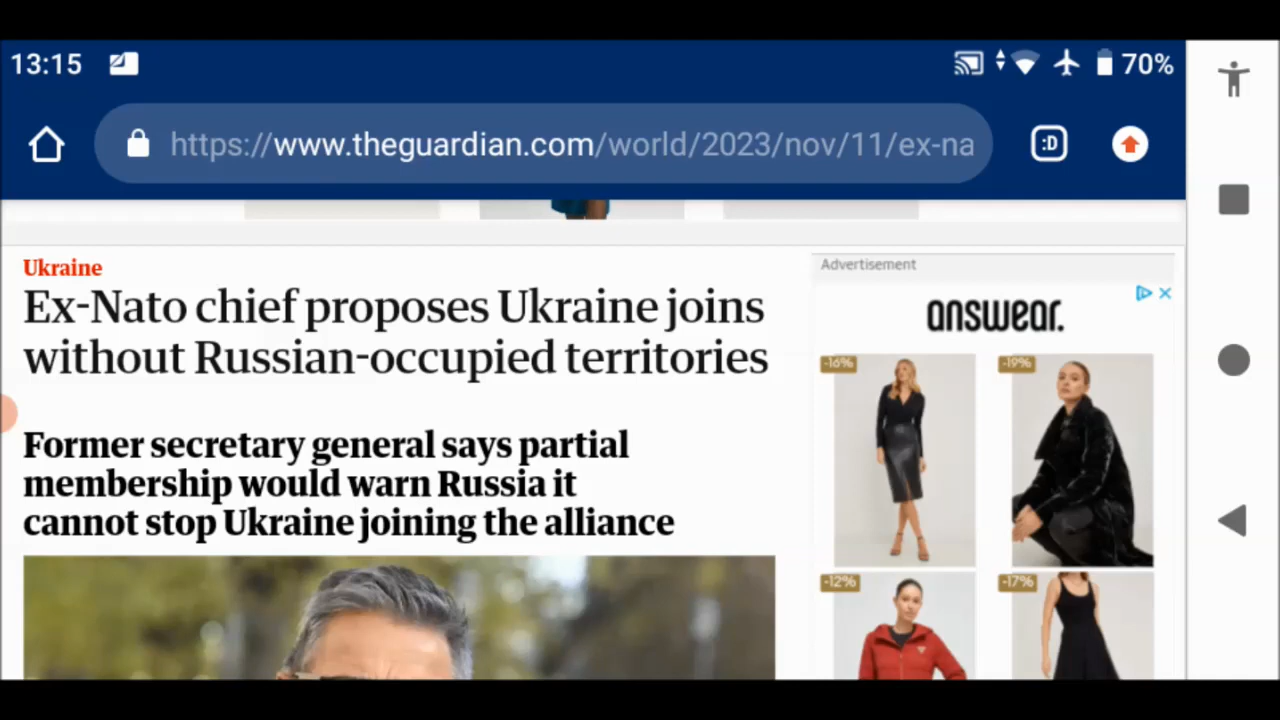 13:15
70%
https://www.theguardian.com/world/2023/nov/11/ex-na
:D
Ukraine
Ex-Nato chief proposes Ukraine joins
without Russian-occupied territories
Former secretary general says partial
membership would warn Russia it
cannot stop Ukraine joining the alliance
Advertisement
answear.
-16%
-19%
-12%
-17%